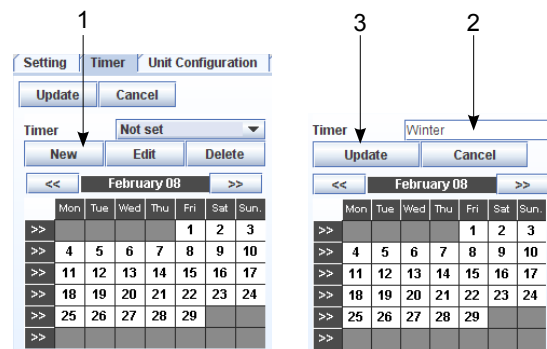 1
Setting Timer Unit Configuration
Update Cancel
Timer Not set
New Edit Delete
<< February 08 >>
Mon Tue Wed Thu Fri Sat Sun.
>> 1 2 3
>> 4 5 6 7 8 9 10
>> 11 12 13 14 15 16 17
>> 18 19 20 21 22 23 24
>> 25 26 27 28 29
>>
3 2
Timer Winter
Update Cancel
<< February 08 >>
Mon Tue Wed Thu Fri Sat Sun.
>> 1 2 3
>> 4 5 6 7 8 9 10
>> 11 12 13 14 15 16 17
>> 18 19 20 21 22 23 24
>> 25 26 27 28 29
>>